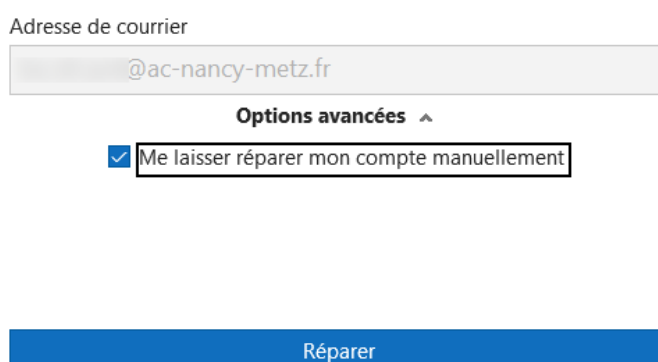 Adresse de courrier
@ac-nancy-metz.fr
Options avancées
Me laisser réparer mon compte manuellement
Réparer